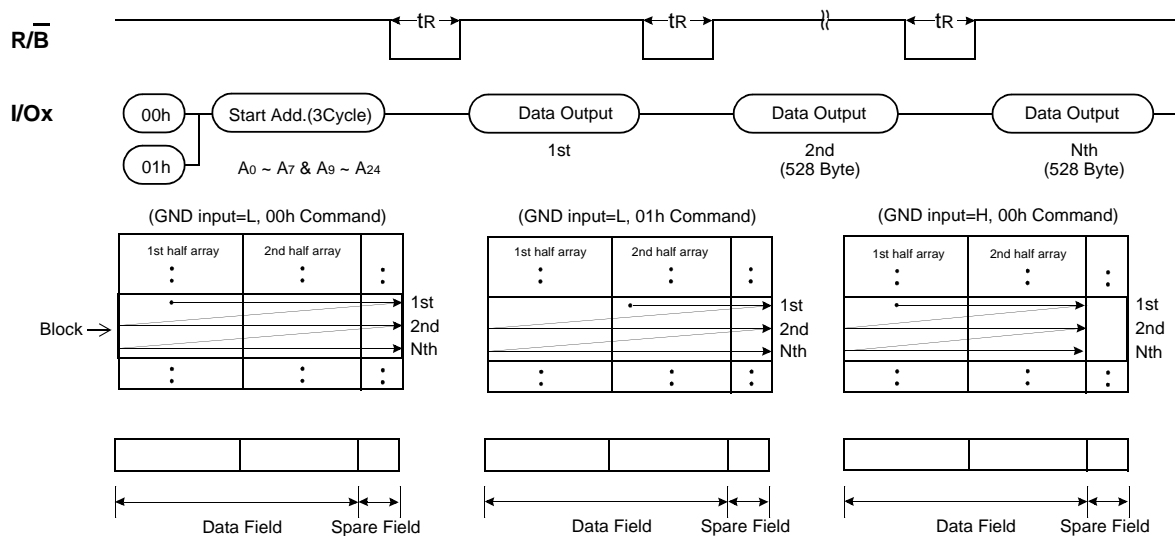 R/B tR tR tR
I/Ox 00h Start Add.(3Cycle) Data Output Data Output Data Output
01h A0 ~ A7 & A9 ~ A24 1st 2nd Nth
(528 Byte) (528 Byte)
(GND input=L, 00h Command) (GND input=L, 01h Command) (GND input=H, 00h Command)
1st half array 2nd half array 1st half array 2nd half array 1st half array 2nd half array
1st 1st 1st
Block 2nd 2nd 2nd
Nth Nth Nth
Data Field Spare Field Data Field Spare Field Data Field Spare Field